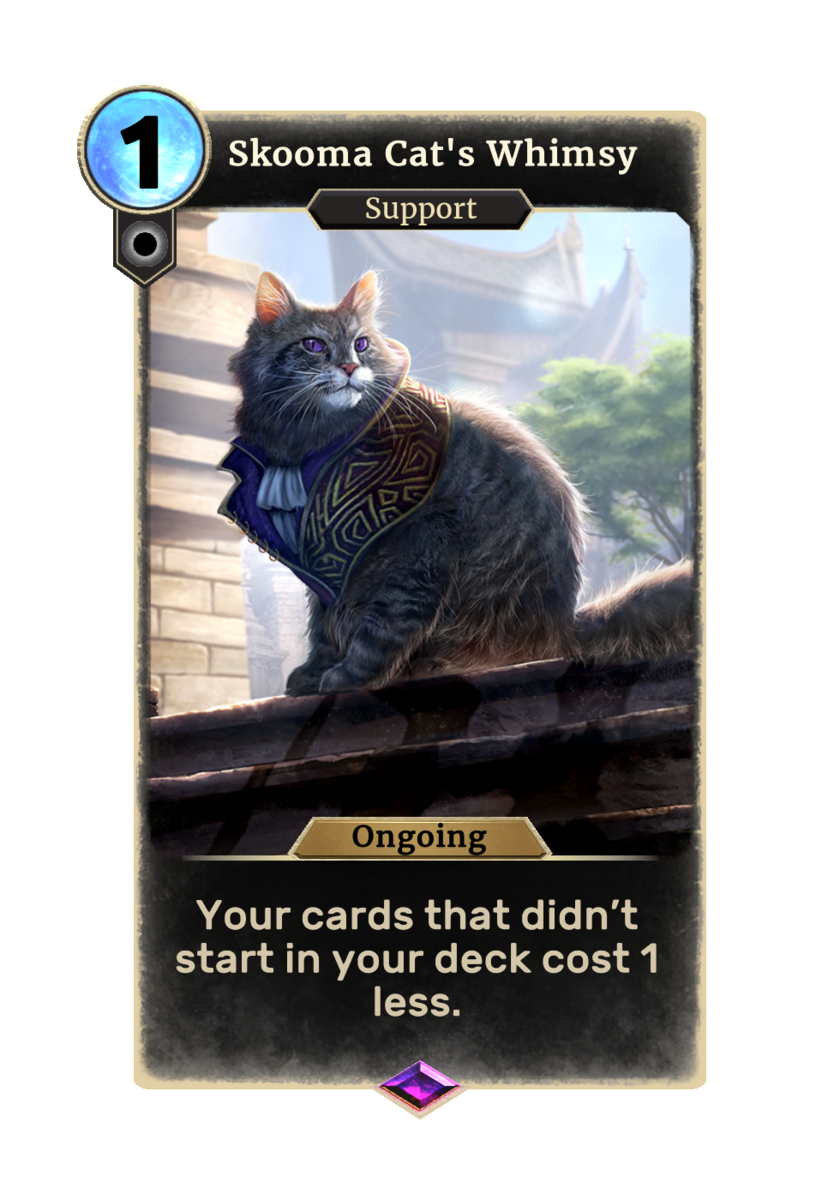 1
Skooma Cat's Whimsy
Support
Ongoing
Your cards that didn’t
start in your deck cost 1
less.